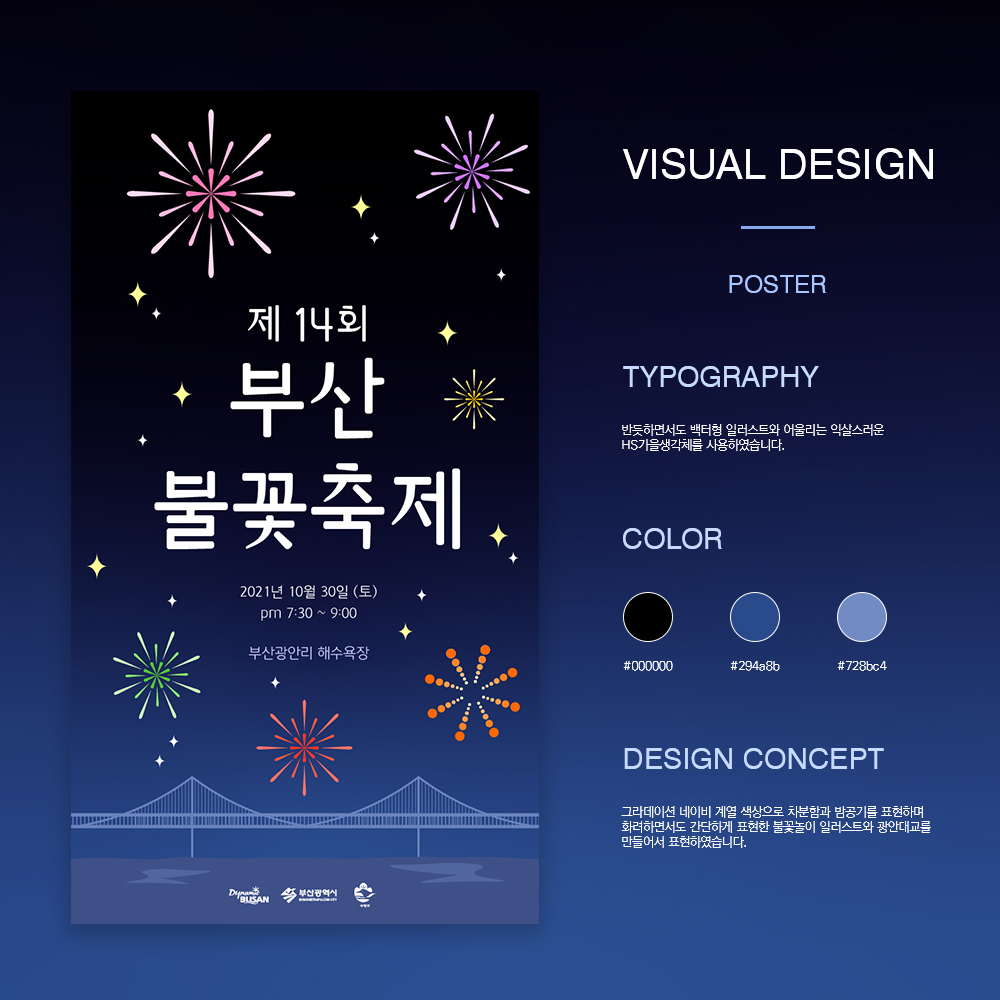 제 14회
부산
불꽃축제
2021년 10월 30일 (토)
pm 7:30 ~ 9:00
부산광안리 해수욕장
Dynamic
BUSAN
부산광역시
VISUAL DESIGN
POSTER
TYPOGRAPHY
반듯하면서도 백터형 일러스트와 어울리는 익살스러운
HS가을생각체를 사용하였습니다.
COLOR
#000000
#294a8b
#728bc4
DESIGN CONCEPT
그라데이션 네이비 계열 색상으로 차분함과 밤공기를 표현하며
화려하면서도 간단하게 표현한 불꽃놀이 일러스트와 광안대교를
만들어서 표현하였습니다.